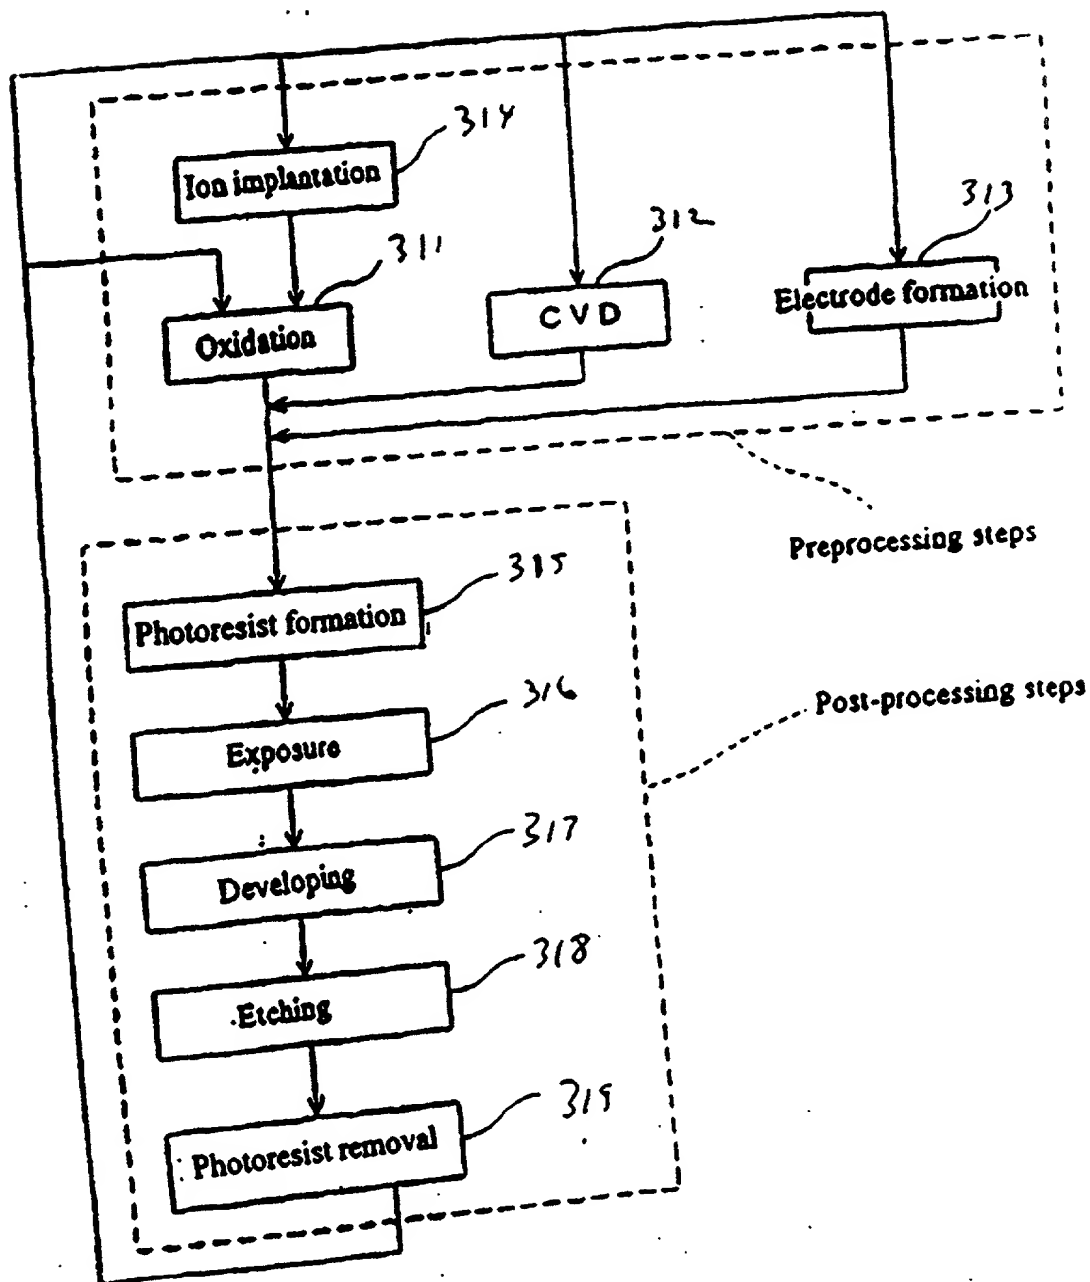 314
Ion implantation
311
312
313
Oxidation
CVD
Electrode formation
Preprocessing steps
315
Photoresist formation
316
Exposure
Post-processing steps
317
Developing
318
Etching
319
Photoresist removal